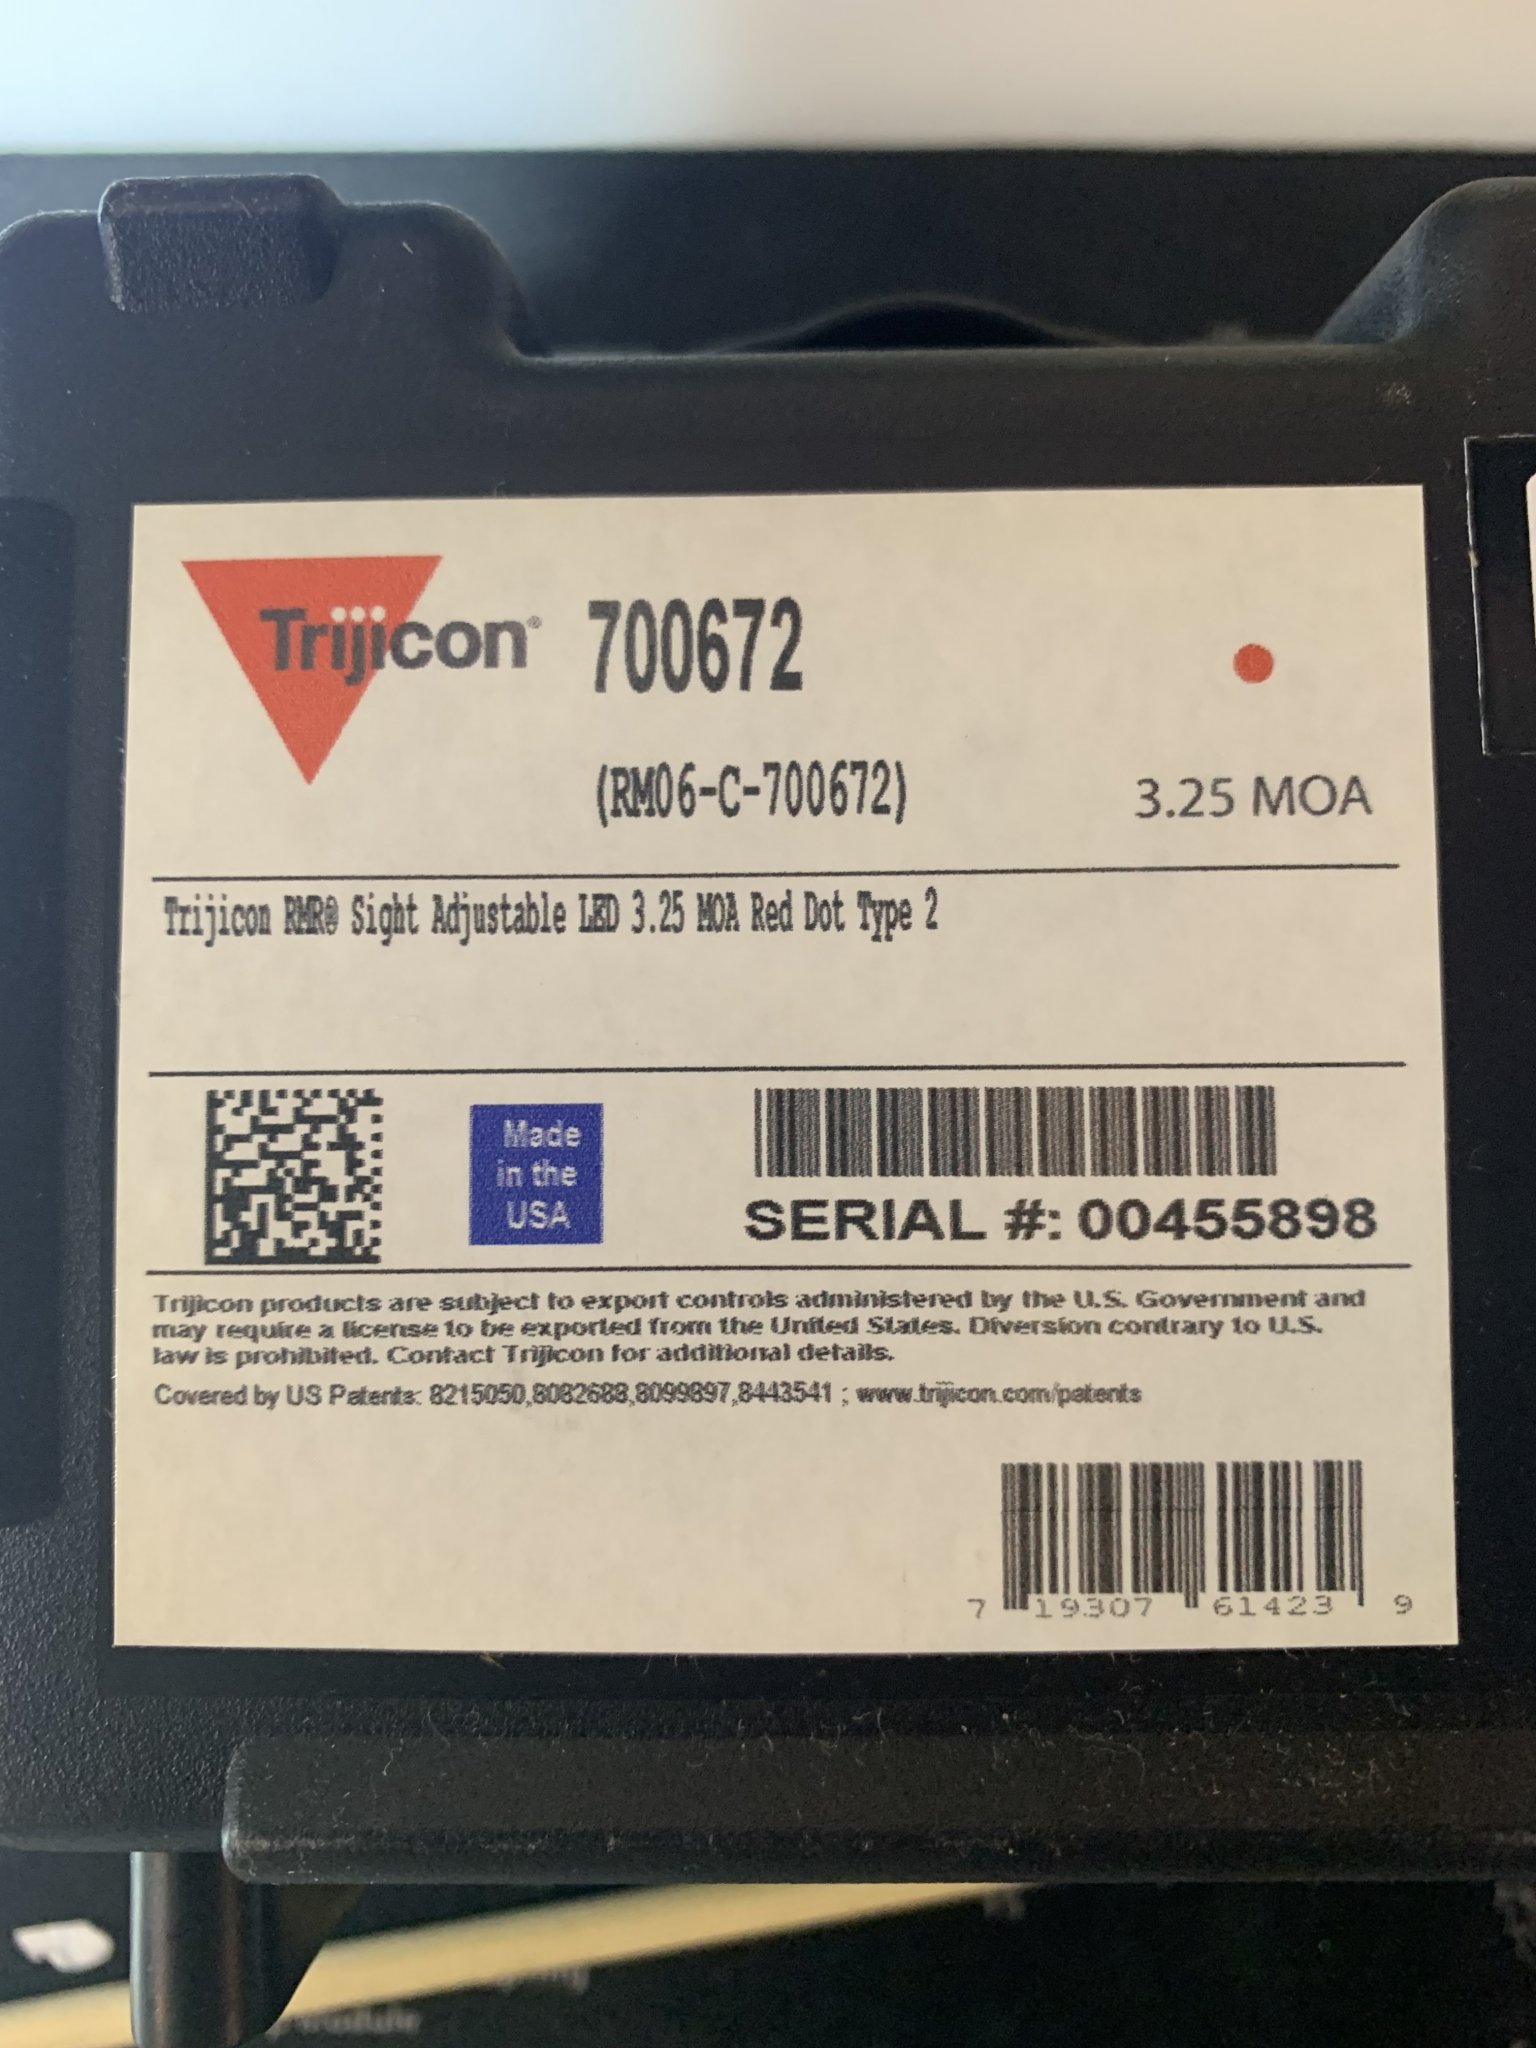 Trijicon®
700672
(RM06-C-700672)
3.25 MOA
Trijicon RMR® Sight Adjustable LED 3.25 MOA Red Dot Type 2
Made
in the
USA
SERIAL #: 00455898
Trijicon products are subject to export controls administered by the U.S. Government and
may require a license to be exported from the United States. Diversion contrary to U.S.
law is prohibited. Contact Trijicon for additional details.
Covered by US Patents: 8215050,8082688,8099897,8443541 ; www.trijicon.com/patents
7 19307 61423 9